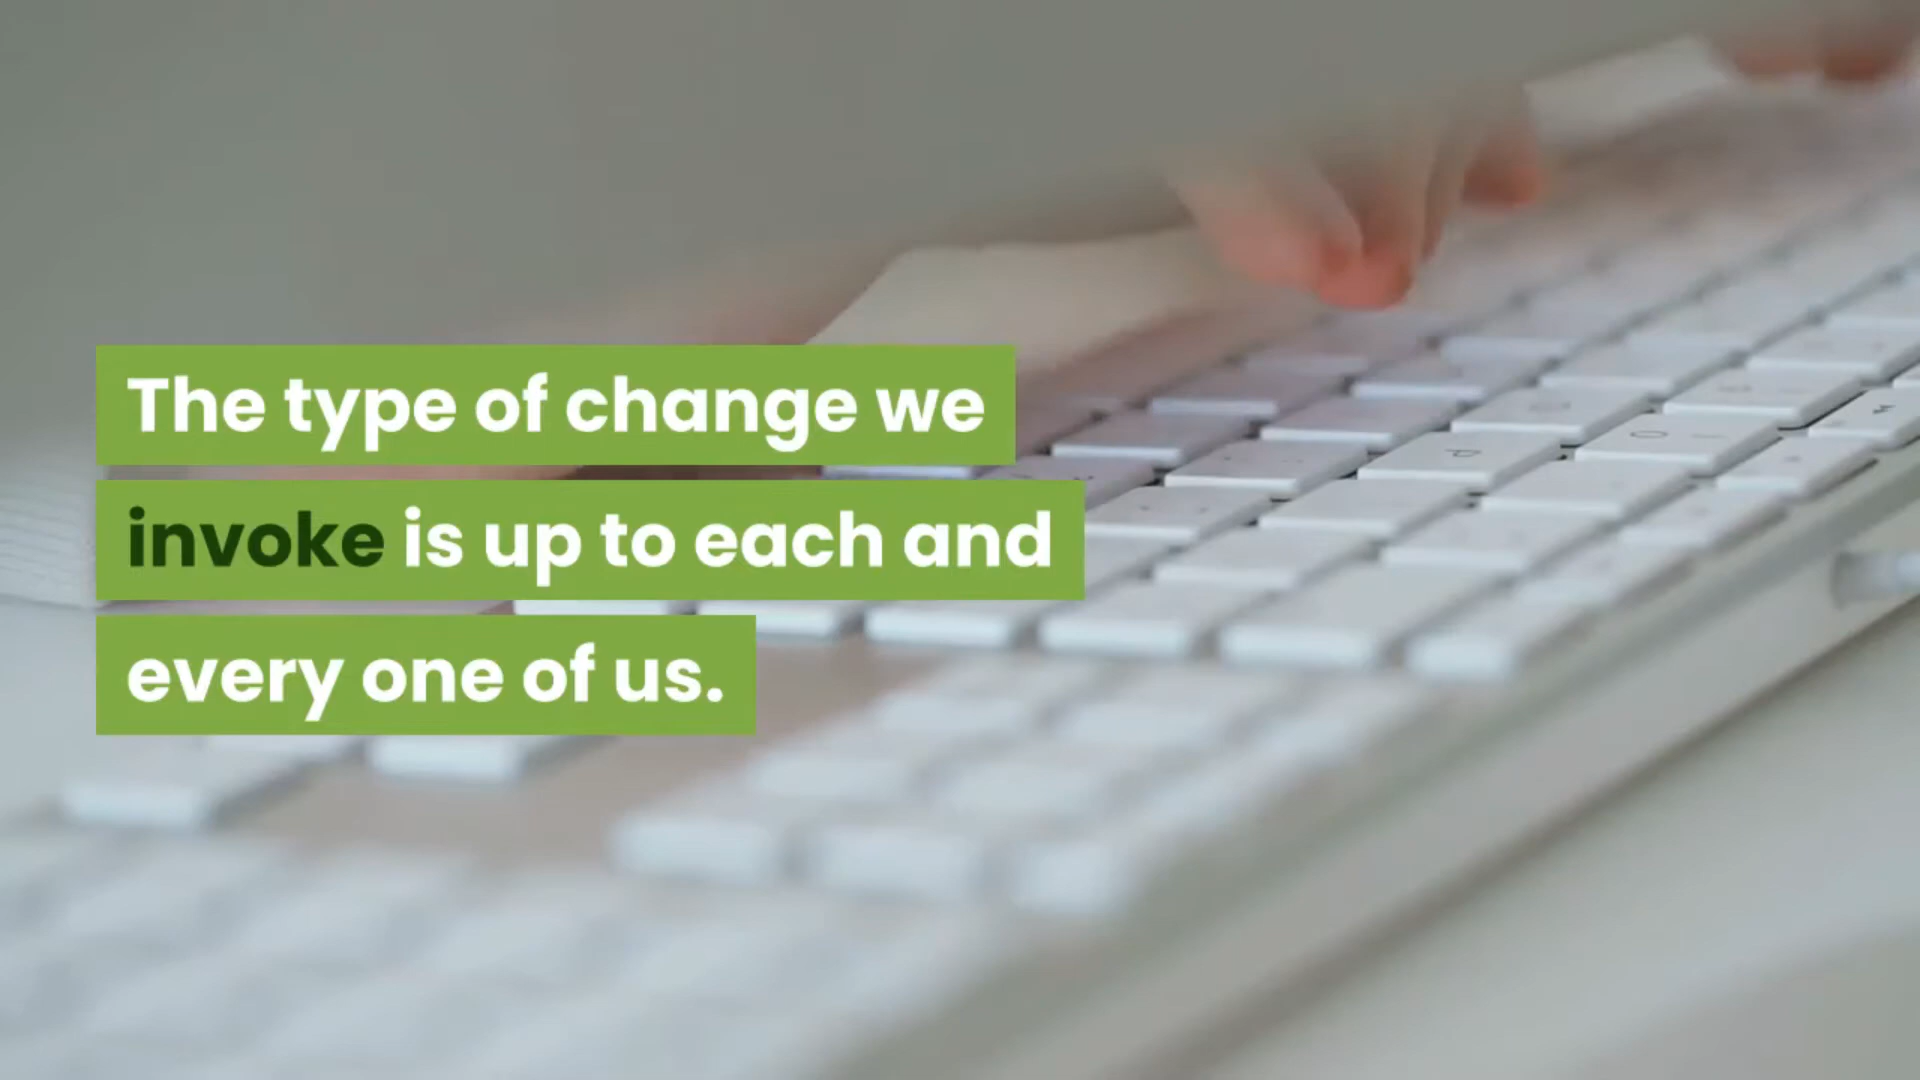 The type of change we
invoke is up to each and
every one of us.